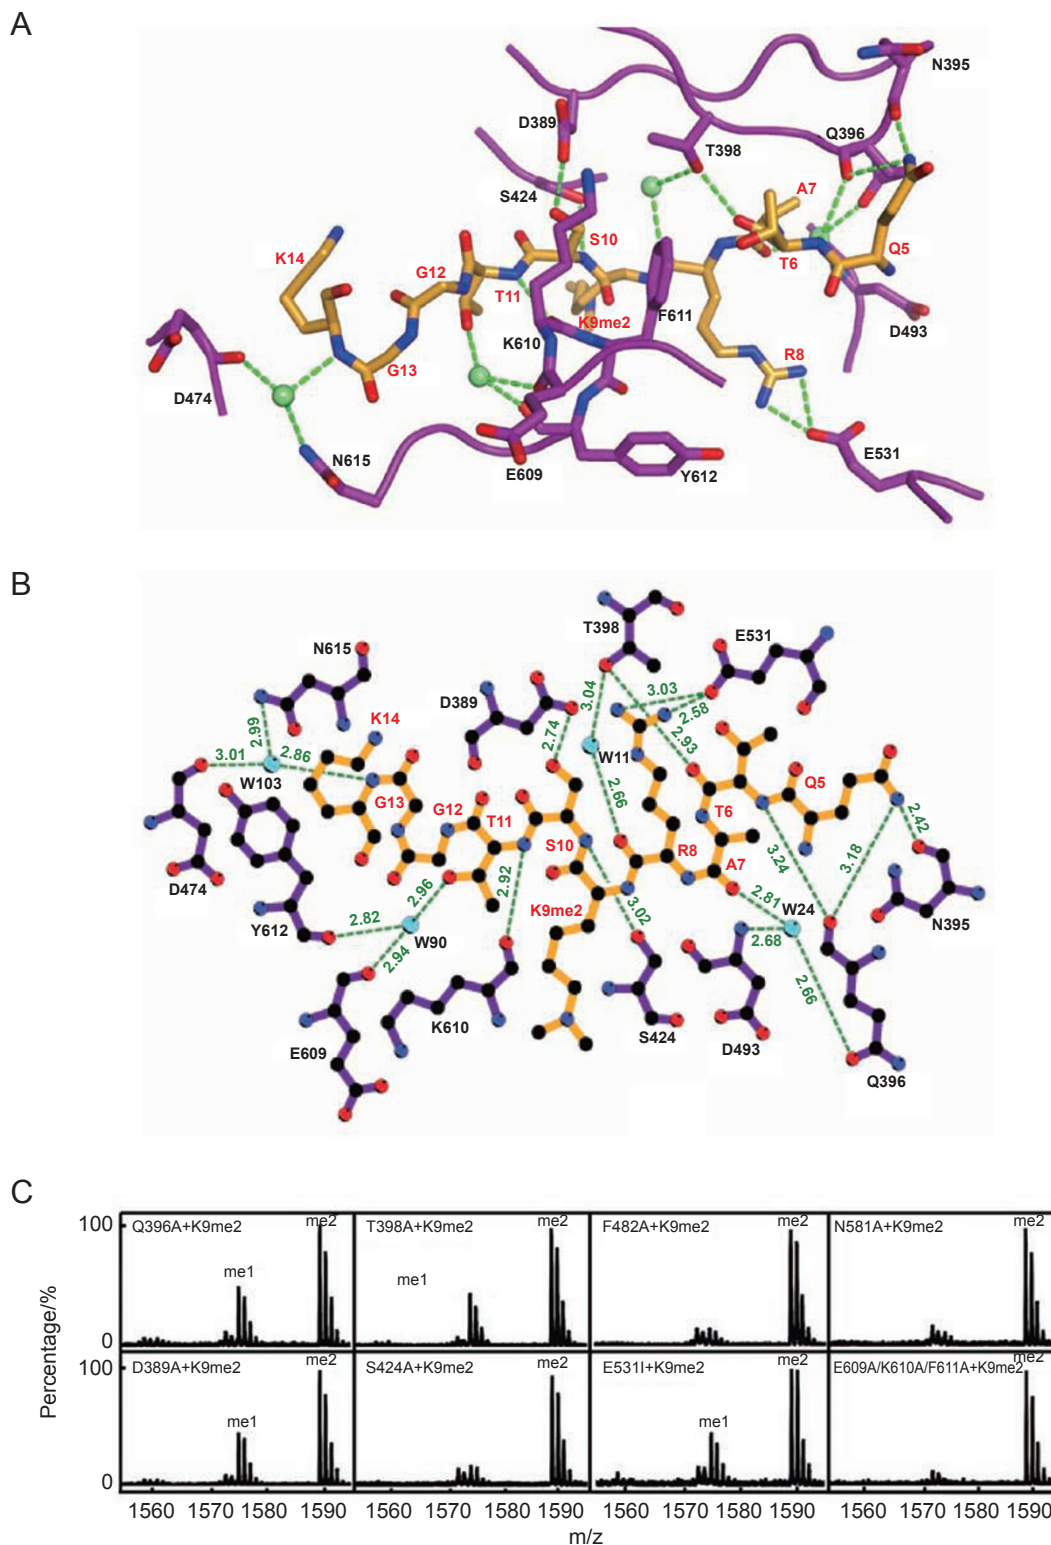 A
N395
D389
Q396
T398
A7
S424
S10
Q5
K14
G12
T6
T11
K9me2
F611
D493
K610
R8
G13
D474
N615
E531
E609
Y612
B
T398
E531
N615
D389
3.03
3.04
2.58
K14
2.74
2.99
2.93
3.01
2.86
W11
W103
Q5
G13
G12
T11
2.66
T6
2.42
S10
R8
3.24
3.18
A7
D474
2.92
2.96
2.81
K9me2
W24
Y612
2.82
3.02
N395
W90
2.68
2.94
2.66
K610
S424
D493
E609
Q396
C
100
Q396A+K9me2 me2
T398A+K9me2 me2
F482A+K9me2 me2
N581A+K9me2 me2
me1
me1
0
100
D389A+K9me2 me2
S424A+K9me2 me2
E531I+K9me2 me2
E609A/K610A/F611A+K9me2 me2
me1
me1
0
Percentage/%
1560 1570 1580 1590 1560 1570 1580 1590 1560 1570 1580 1590 1560 1570 1580 1590
m/z